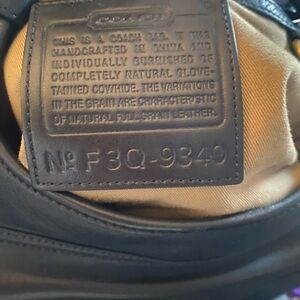 COACH
THIS IS A COACH BAG. IT WAS
HANDCRAFTED IN CHINA AND
INDIVIDUALLY BURNISHED OF
COMPLETELY NATURAL GLOVE-
TANNED COWHIDE. THE VARIATIONS
IN THE GRAIN ARE CHARACTERISTIC
OF NATURAL FULL GRAIN LEATHER.
Nº F3Q-9340